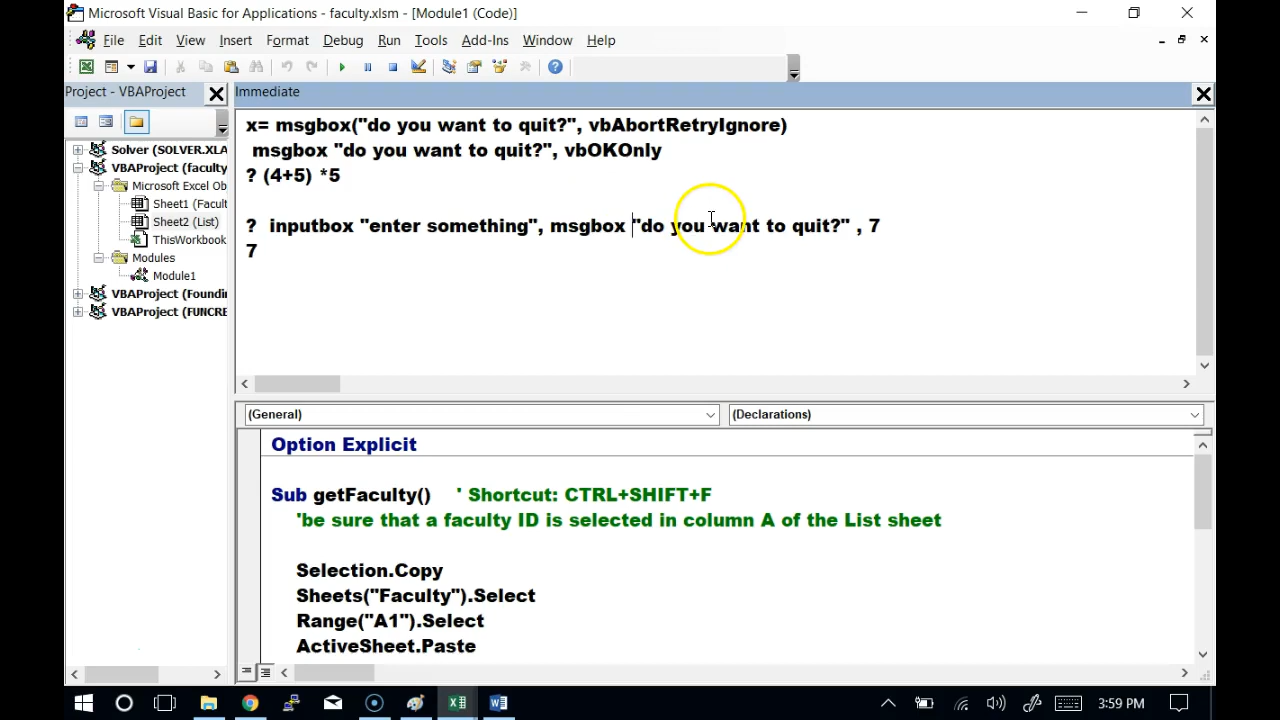 Microsoft Visual Basic for Applications - faculty.xlsm - [Module1 (Code)]
File Edit View Insert Format Debug Run Tools Add-Ins Window Help
Project - VBAProject
Immediate
Solver (SOLVER.XLA
VBAProject (faculty
Microsoft Excel Ob
Sheet1 (Facult
Sheet2 (List)
ThisWorkbook
Modules
Module1
VBAProject (Foundin
VBAProject (FUNCRE
x= msgbox("do you want to quit?", vbAbortRetryIgnore)
msgbox "do you want to quit?", vbOKOnly
? (4+5) *5
? inputbox "enter something", msgbox "do you want to quit?" , 7
7
(General) (Declarations)
Option Explicit
Sub getFaculty() ' Shortcut: CTRL+SHIFT+F
'be sure that a faculty ID is selected in column A of the List sheet
Selection.Copy
Sheets("Faculty").Select
Range("A1").Select
ActiveSheet.Paste
3:59 PM